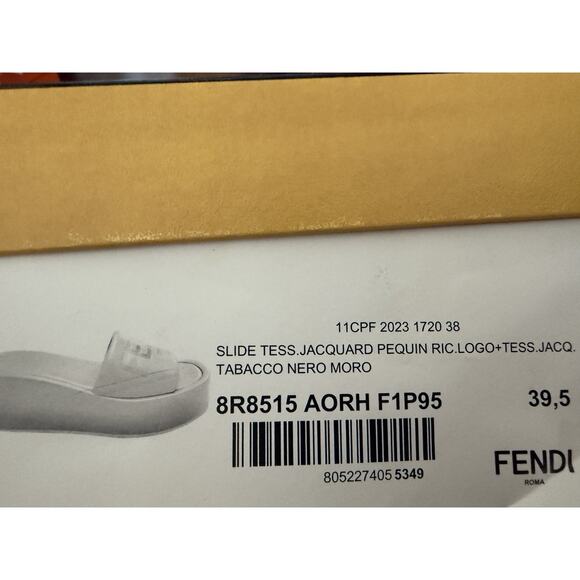 11CPF 2023 1720 38
SLIDE TESS.JACQUARD PEQUIN RIC.LOGO+TESS.JACQ.
TABACCO NERO MORO
8R8515 AORH F1P95 39,5
805227405 5349
FENDI
ROMA